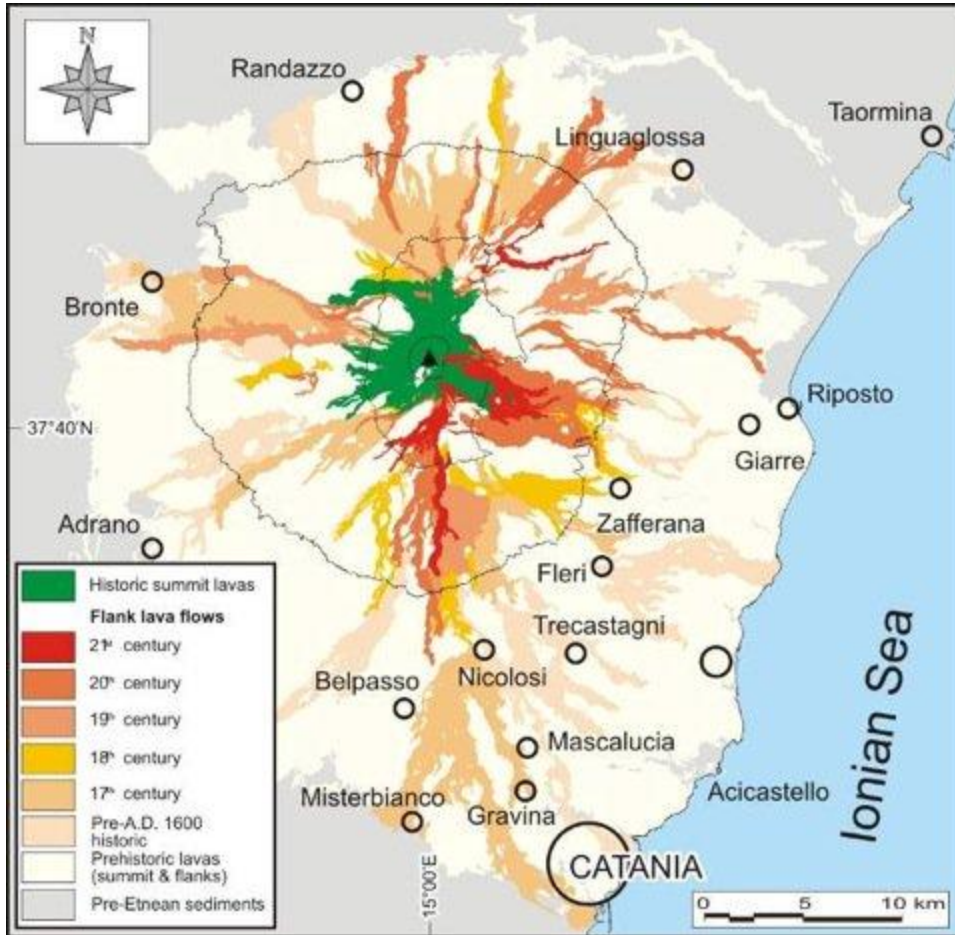 N
Randazzo
Taormina
Linguaglossa
Bronte
Riposto
37°40'N
Giarre
Adrano
Zafferana
Fleri
Trecastagni
Nicolosi
Belpasso
Mascalucia
Misterbianco
Gravina
Acicastello
CATANIA
Ionian Sea
15°00'E
Historic summit lavas
Flank lava flows
21st century
20th century
19th century
18th century
17th century
Pre-A.D. 1600
historic
Prehistoric lavas
(summit & flanks)
Pre-Etnean sediments
0 5 10 km